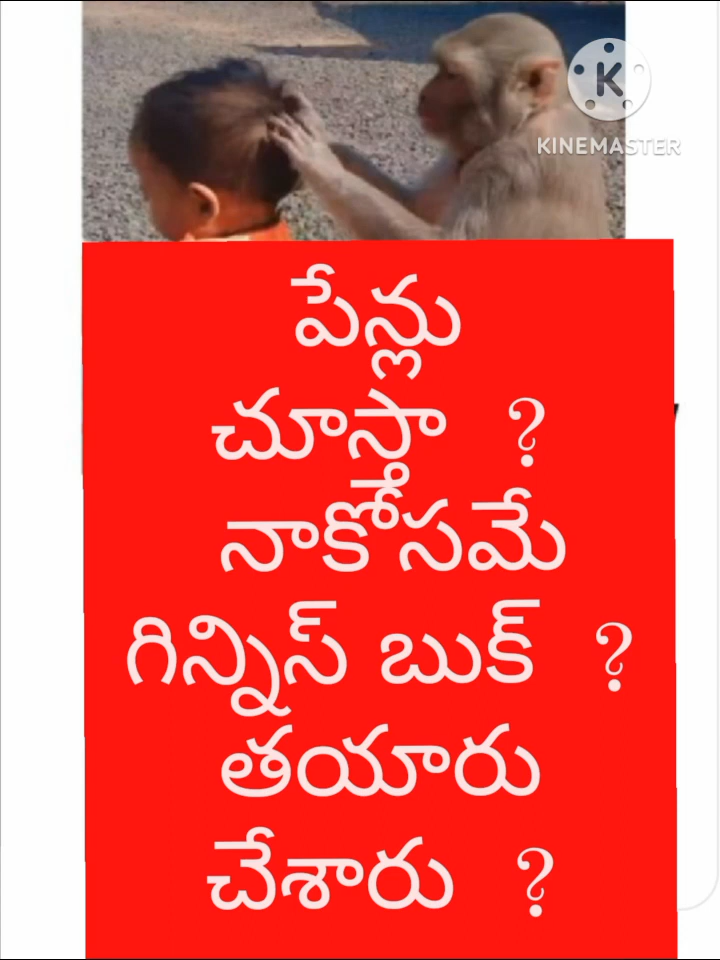 KINEMASTER
పేన్లు
చూస్తా ?
నాకోసమే
గిన్నిస్ బుక్ ?
తయారు
చేశారు ?